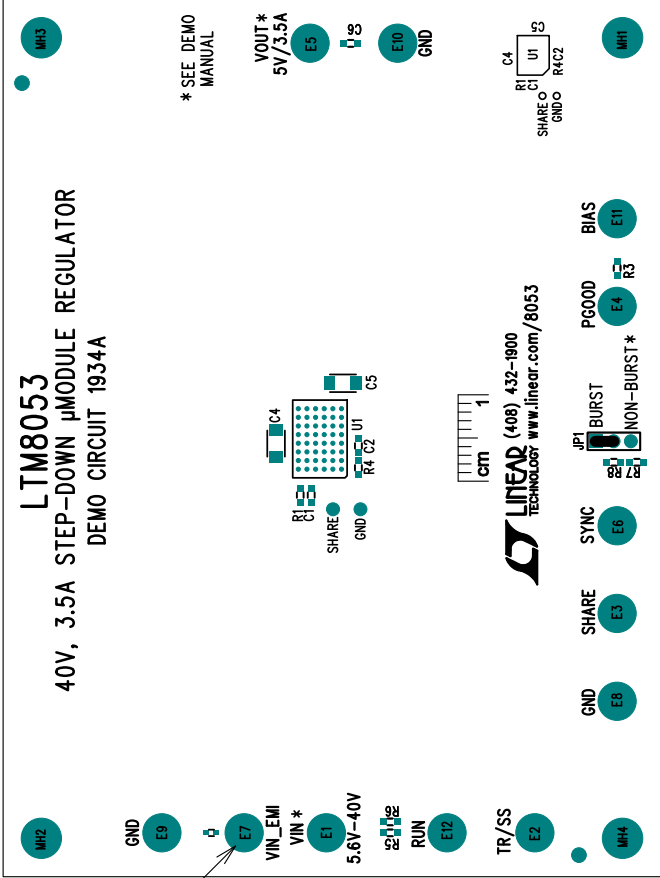 LTM8053
40V, 3.5A STEP-DOWN µMODULE REGULATOR
DEMO CIRCUIT 1934A
MH3
* SEE DEMO
MANUAL
VOUT *
5V/3.5A
E5
C6
E10
GND
MH1
C4
C5
U1
R1
C1
R4
C2
SHARE
GND
C4
C5
U1
R1
C1
C2
R4
SHARE
GND
cm
1
LINEAR (408) 432-1900
TECHNOLOGY www.linear.com/8053
BIAS
E11
R3
PGOOD
E4
JP1
BURST
NON-BURST*
R8
R7
SYNC
E6
SHARE
E3
GND
E8
MH2
GND
E9
E7
VIN_EMI
VIN *
E1
5.6V-40V
R5
R6
RUN
E12
TR/SS
E2
MH4